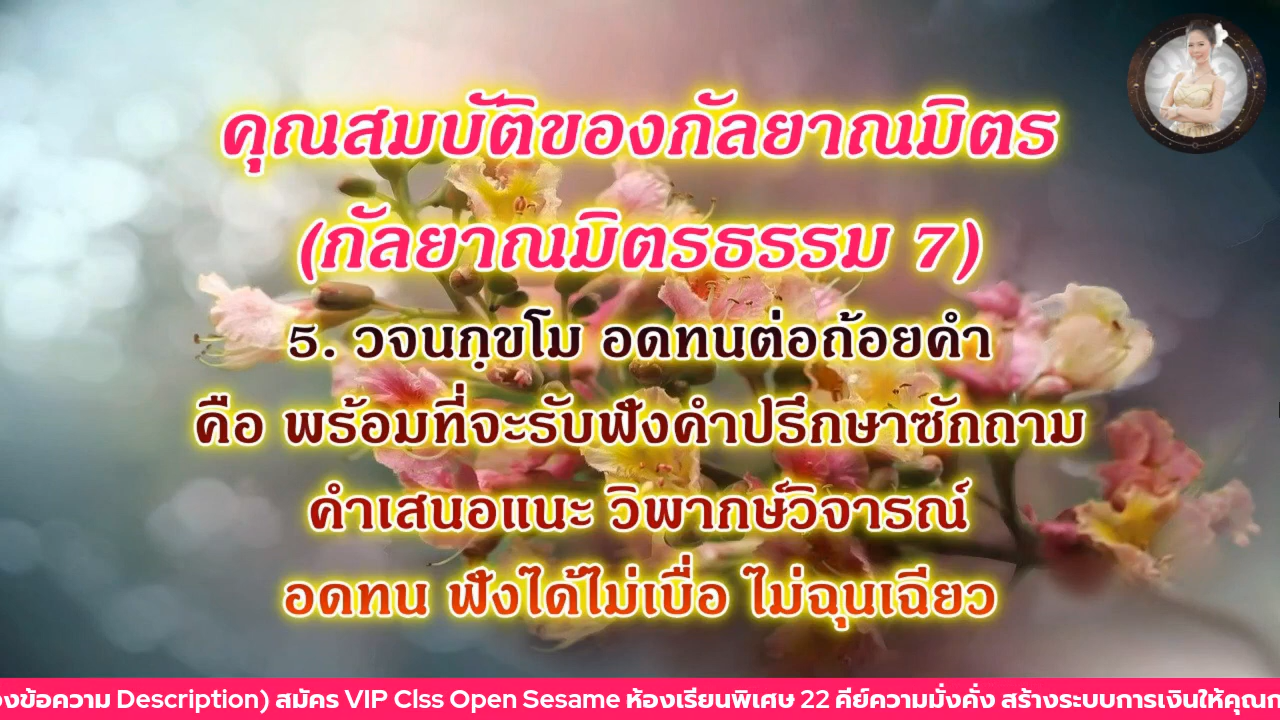 คุณสมบัติของกัลยาณมิตร
(กัลยาณมิตรธรรม 7)
5. วจนกฺขโม อดทนต่อถ้อยคำ
คือ พร้อมที่จะรับฟังคำปรึกษาซักถาม
คำเสนอแนะ วิพากษ์วิจารณ์
อดทน ฟังได้ไม่เบื่อ ไม่ฉุนเฉียว
องข้อความ Description) สมัคร VIP Clss Open Sesame ห้องเรียนพิเศษ 22 คีย์ความมั่งคั่ง สร้างระบบการเงินให้คุณก